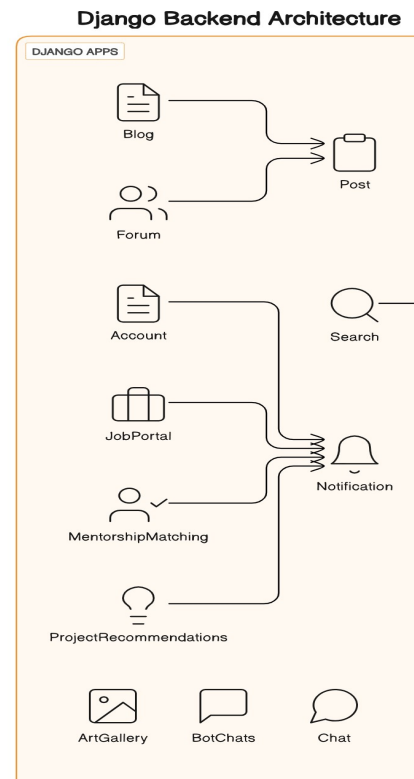 Django Backend Architecture
DJANGO APPS
Blog
Post
Forum
Account
Search
JobPortal
Notification
MentorshipMatching
ProjectRecommendations
ArtGallery BotChats Chat